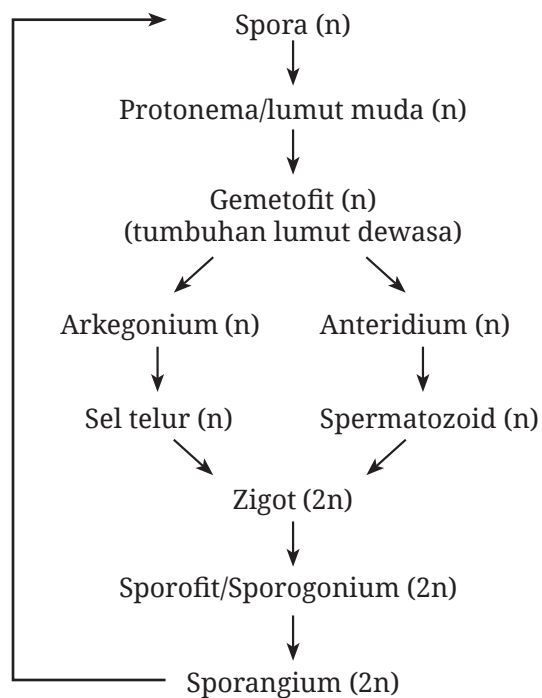 Spora (n)
Protonema/lumut muda (n)
Gemetofit (n)
(tumbuhan lumut dewasa)
Arkegonium (n)
Anteridium (n)
Sel telur (n)
Spermatozoid (n)
Zigot (2n)
Sporofit/Sporogonium (2n)
Sporangium (2n)